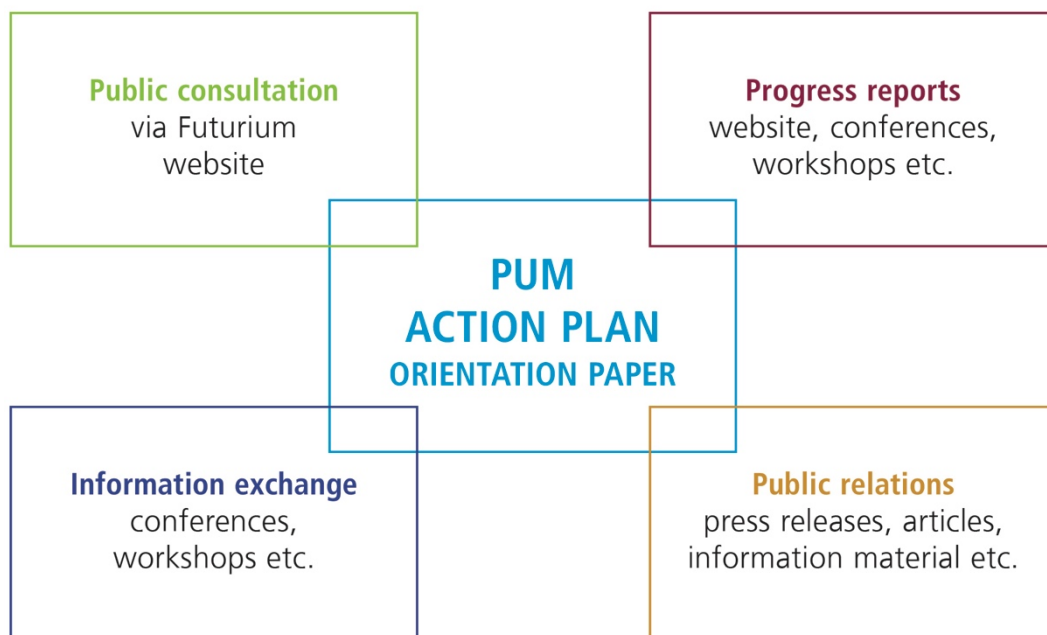 Public consultation
via Futurium
website
Progress reports
website, conferences,
workshops etc.
PUM
ACTION PLAN
ORIENTATION PAPER
Information exchange
conferences,
workshops etc.
Public relations
press releases, articles,
information material etc.